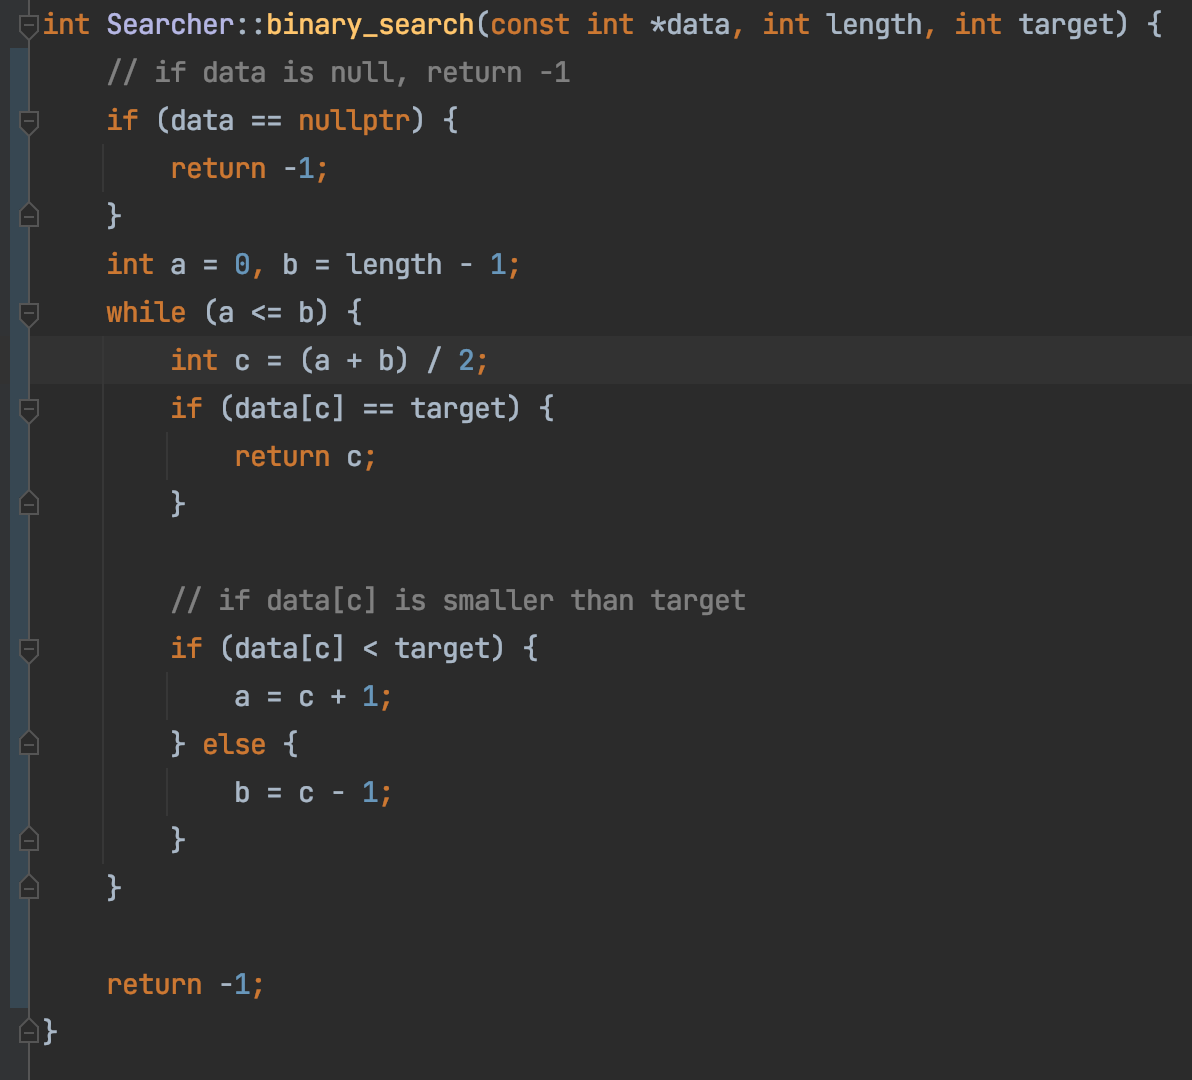 int Searcher::binary_search(const int *data, int length, int target) {
    // if data is null, return -1
    if (data == nullptr) {
        return -1;
    }
    int a = 0, b = length - 1;
    while (a <= b) {
        int c = (a + b) / 2;
        if (data[c] == target) {
            return c;
        }

        // if data[c] is smaller than target
        if (data[c] < target) {
            a = c + 1;
        } else {
            b = c - 1;
        }
    }

    return -1;
}